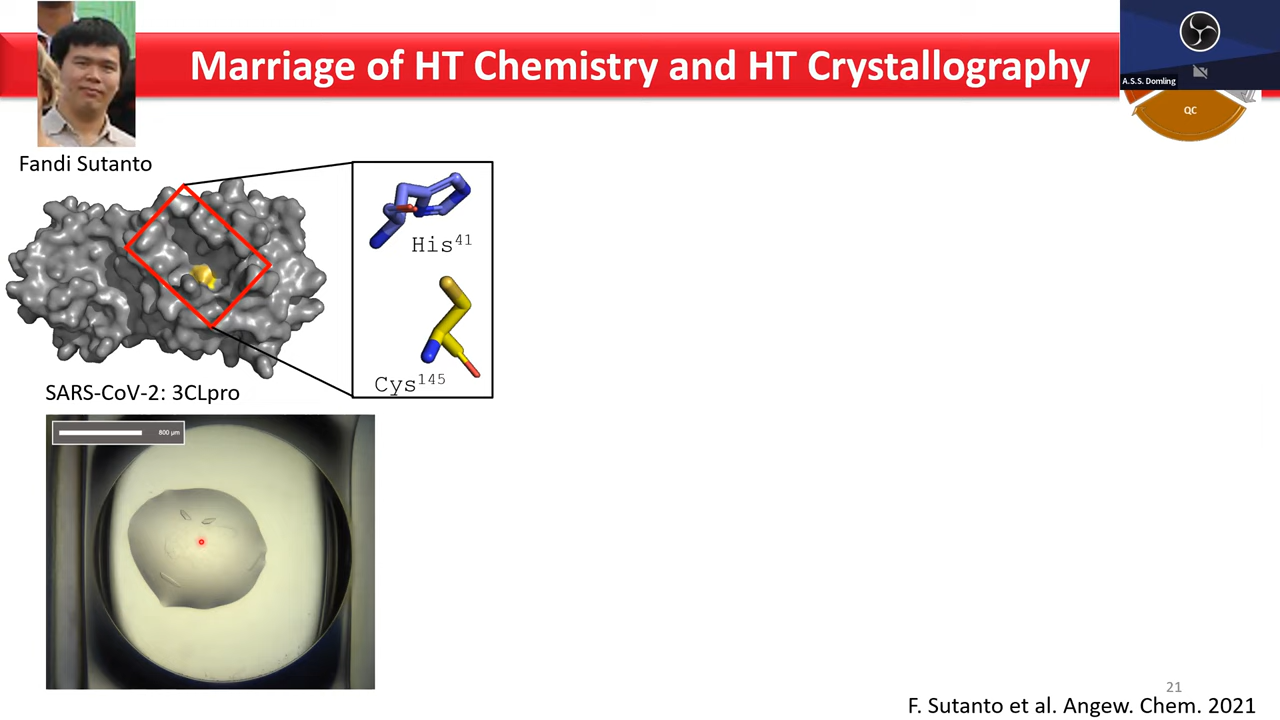 Marriage of HT Chemistry and HT Crystallography
A.S.S. Domling
QC
Fandi Sutanto
His41
Cys145
SARS-CoV-2: 3CLpro
800 µm
21
F. Sutanto et al. Angew. Chem. 2021